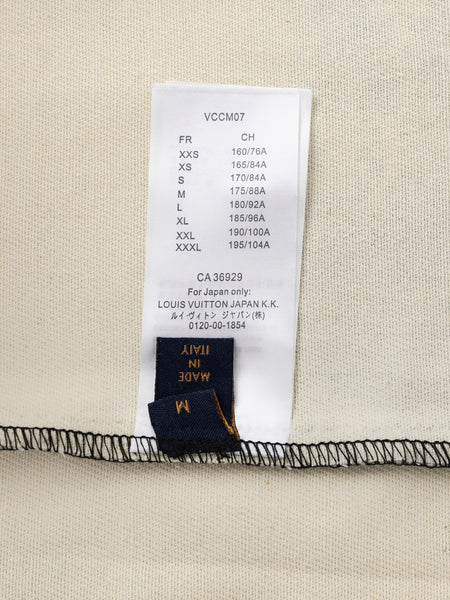 VCCM07
FR CH
XXS 160/76A
XS 165/84A
S 170/84A
M 175/88A
L 180/92A
XL 185/96A
XXL 190/100A
XXXL 195/104A
CA 36929
For Japan only:
LOUIS VUITTON JAPAN K.K.
ルイ・ヴィトン ジャパン(株)
0120-00-1854
MADE
IN
ITALY
M